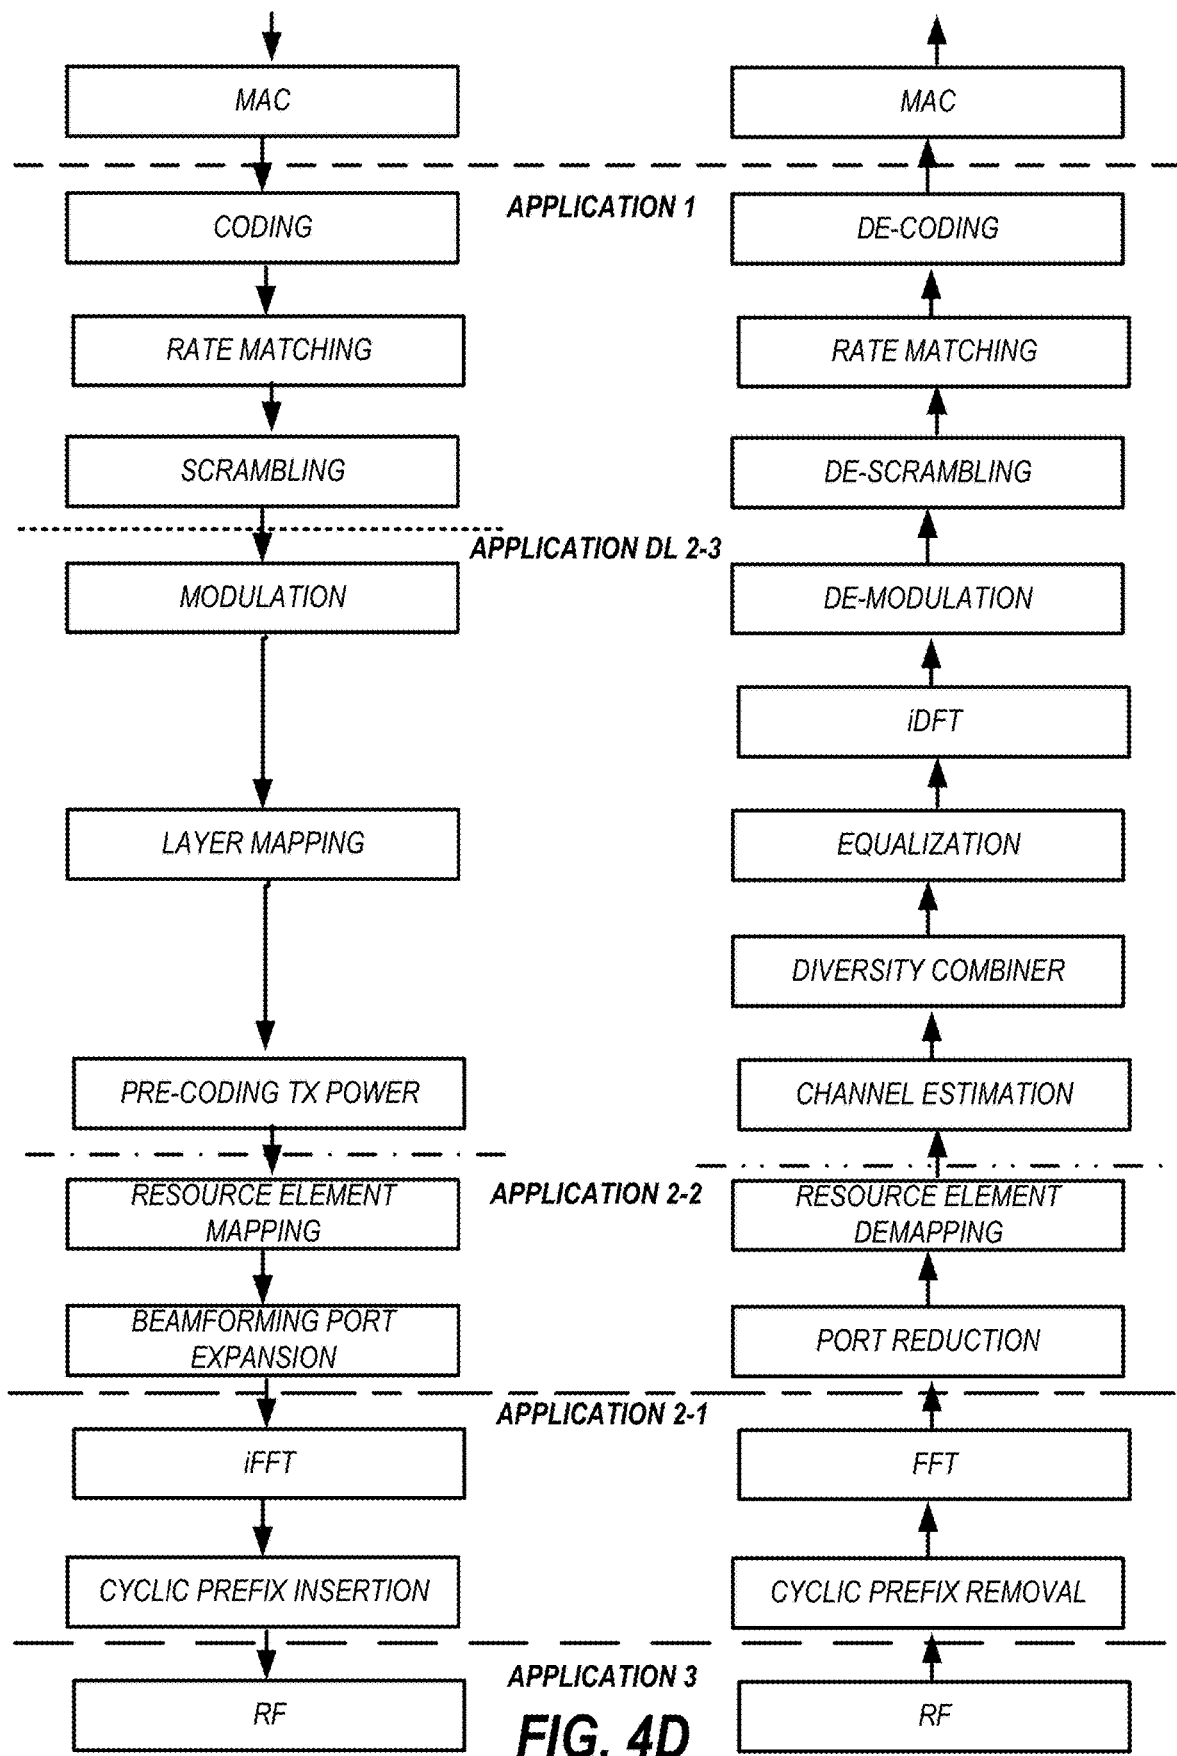 MAC
MAC
APPLICATION 1
CODING
DE-CODING
RATE MATCHING
RATE MATCHING
SCRAMBLING
DE-SCRAMBLING
APPLICATION DL 2-3
MODULATION
DE-MODULATION
iDFT
LAYER MAPPING
EQUALIZATION
DIVERSITY COMBINER
PRE-CODING TX POWER
CHANNEL ESTIMATION
APPLICATION 2-2
RESOURCE ELEMENT
MAPPING
RESOURCE ELEMENT
DEMAPPING
BEAMFORMING PORT
EXPANSION
PORT REDUCTION
APPLICATION 2-1
iFFT
FFT
CYCLIC PREFIX INSERTION
CYCLIC PREFIX REMOVAL
APPLICATION 3
RF
RF
FIG. 4D